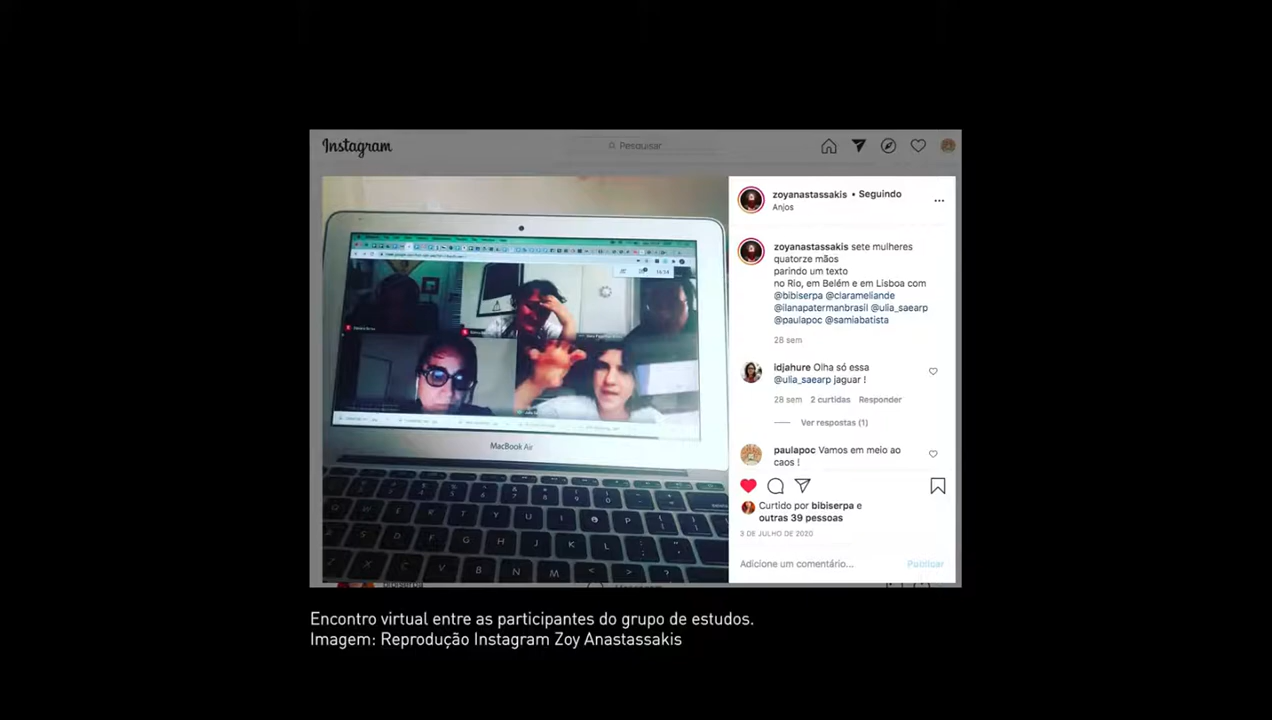 Instagram
Pesquisar
zoyanastassakis • Seguindo
Anjos
zoyanastassakis sete mulheres
quatorze mãos
parindo um texto
no Rio, em Belém e em Lisboa com
@bibiserpa @clarameliande
@ilanapatermanbrasil @ulia_saearp
@paulapoc @samiabatista
28 sem
idjahure Olha só essa
@ulia_saearp jaguar !
28 sem 2 curtidas Responder
Ver respostas (1)
paulapoc Vamos em meio ao
caos !
Curtido por bibiserpa e
outras 39 pessoas
3 DE JULHO DE 2020
Adicione um comentário...
Publicar
MacBook Air
Encontro virtual entre as participantes do grupo de estudos.
Imagem: Reprodução Instagram Zoy Anastassakis